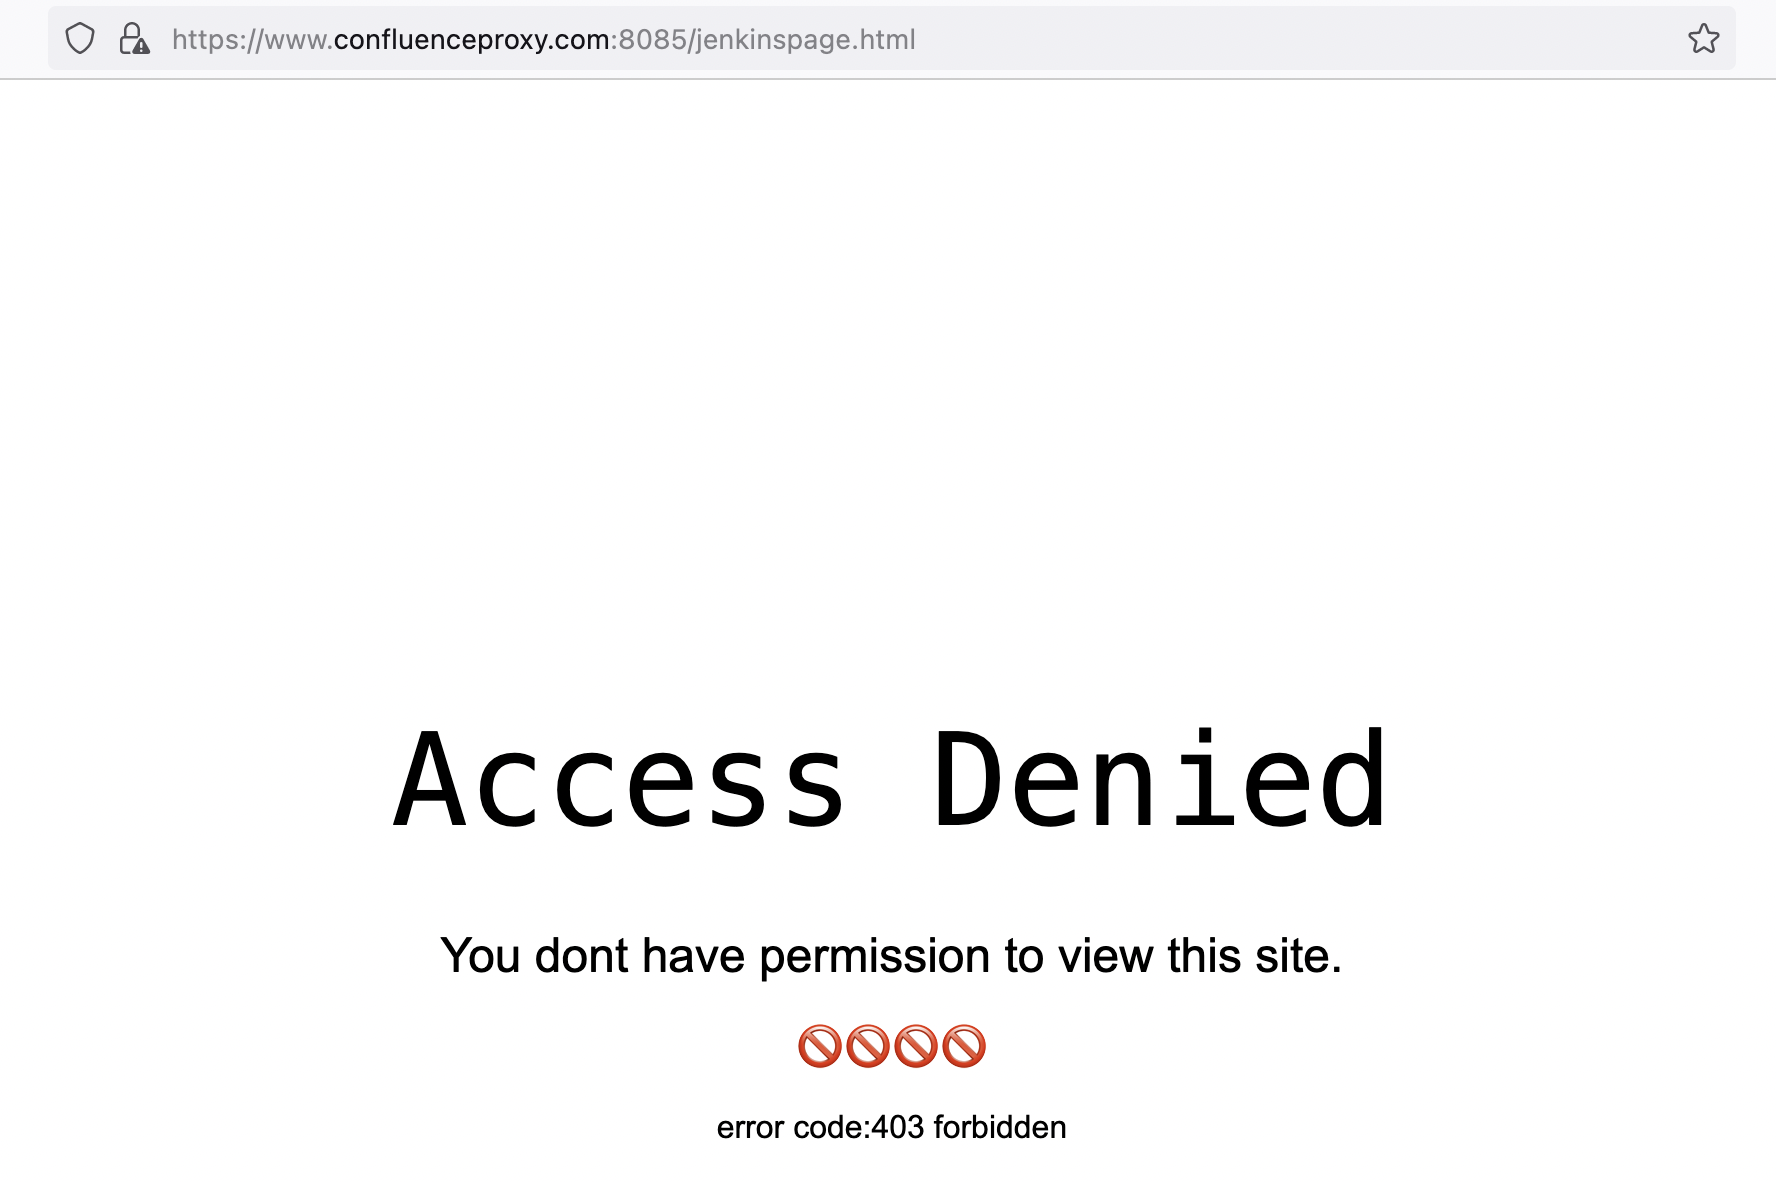 https://www.confluenceproxy.com:8085/jenkinspage.html
Access Denied
You dont have permission to view this site.
🚫🚫🚫🚫
error code:403 forbidden